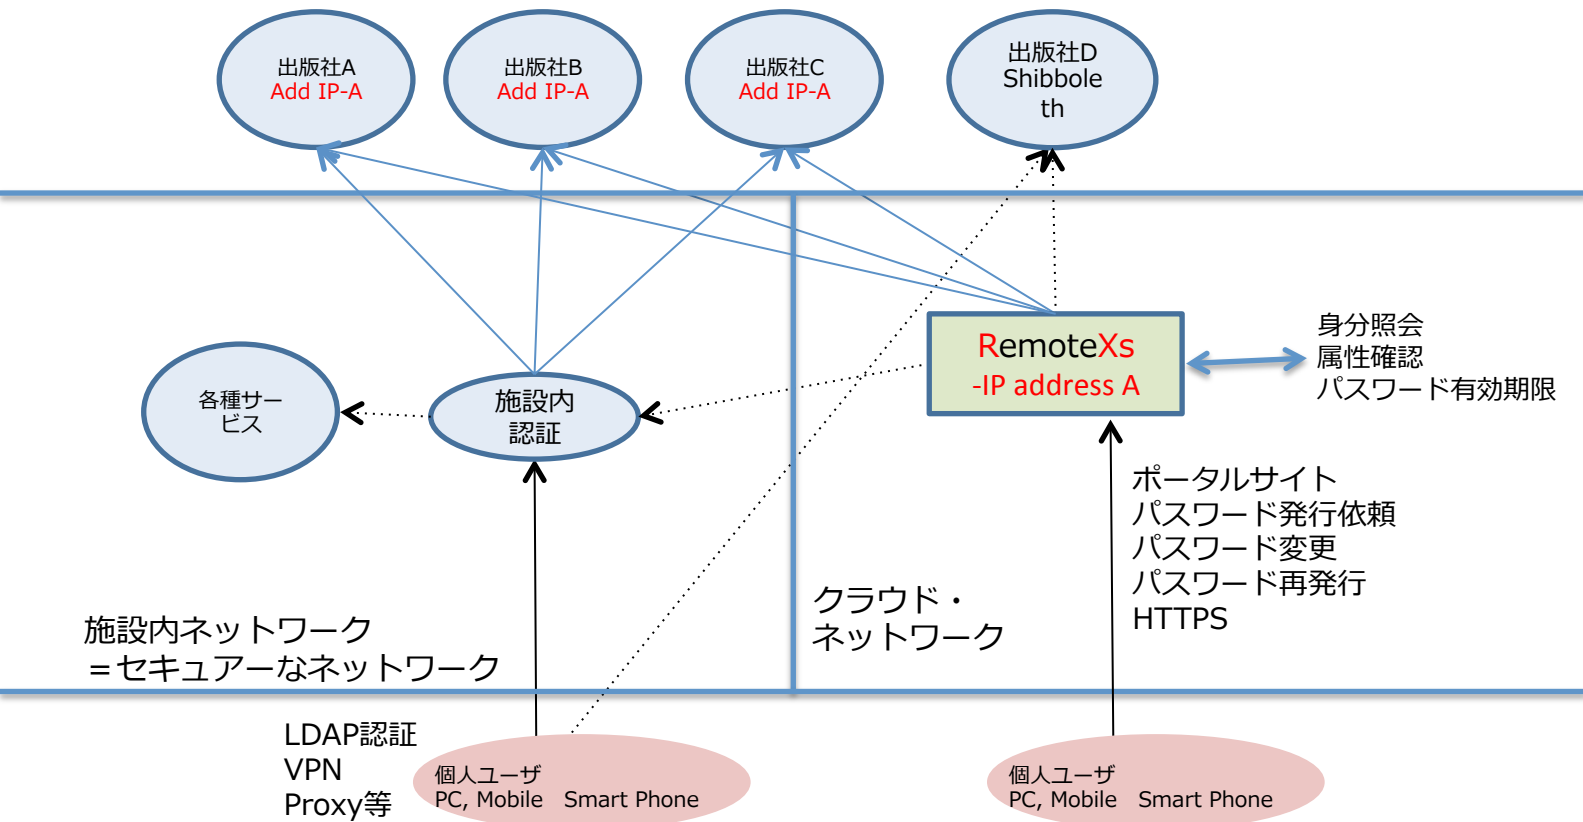 出版社A
Add IP-A
出版社B
Add IP-A
出版社C
Add IP-A
出版社D
Shibbole
th
RemoteXs
-IP address A
身分照会
属性確認
パスワード有効期限
各種サー
ビス
施設内
認証
ポータルサイト
パスワード発行依頼
パスワード変更
パスワード再発行
HTTPS
クラウド・
ネットワーク
施設内ネットワーク
＝セキュアーなネットワーク
LDAP認証
VPN
Proxy等
個人ユーザ
PC, Mobile　Smart Phone
個人ユーザ
PC, Mobile　Smart Phone